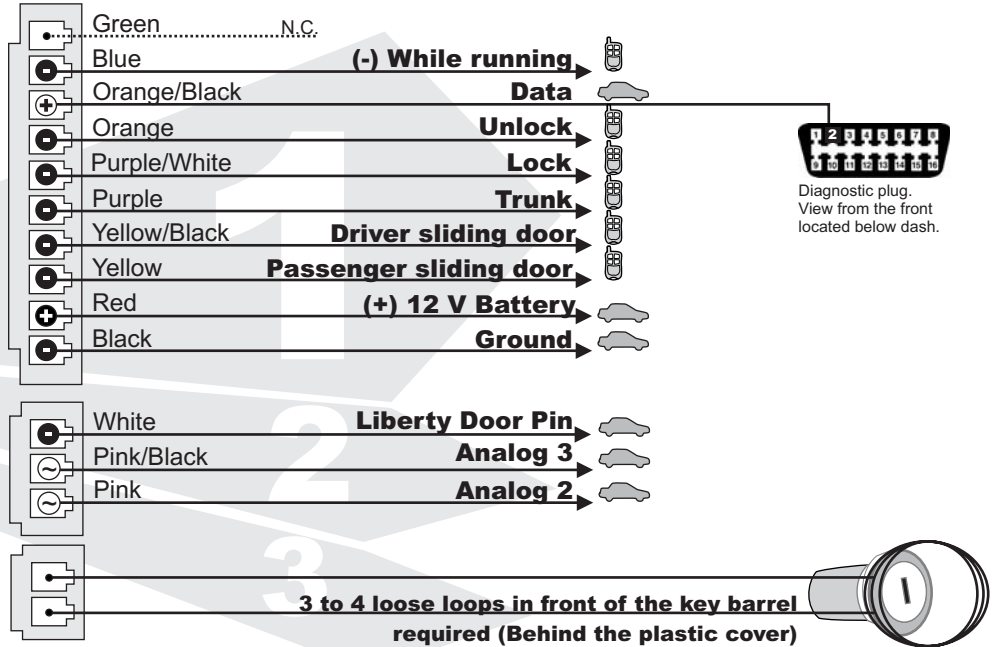 Green N.C.
Blue (-) While running
Orange/Black Data
Orange Unlock
Purple/White Lock
Purple Trunk
Yellow/Black Driver sliding door
Yellow Passenger sliding door
Red (+) 12 V Battery
Black Ground
1 2 3 4 5 6 7 8
9 10 11 12 13 14 15 16
Diagnostic plug.
View from the front
located below dash.
1
White Liberty Door Pin
Pink/Black Analog 3
Pink Analog 2
2
3
3 to 4 loose loops in front of the key barrel
required (Behind the plastic cover)